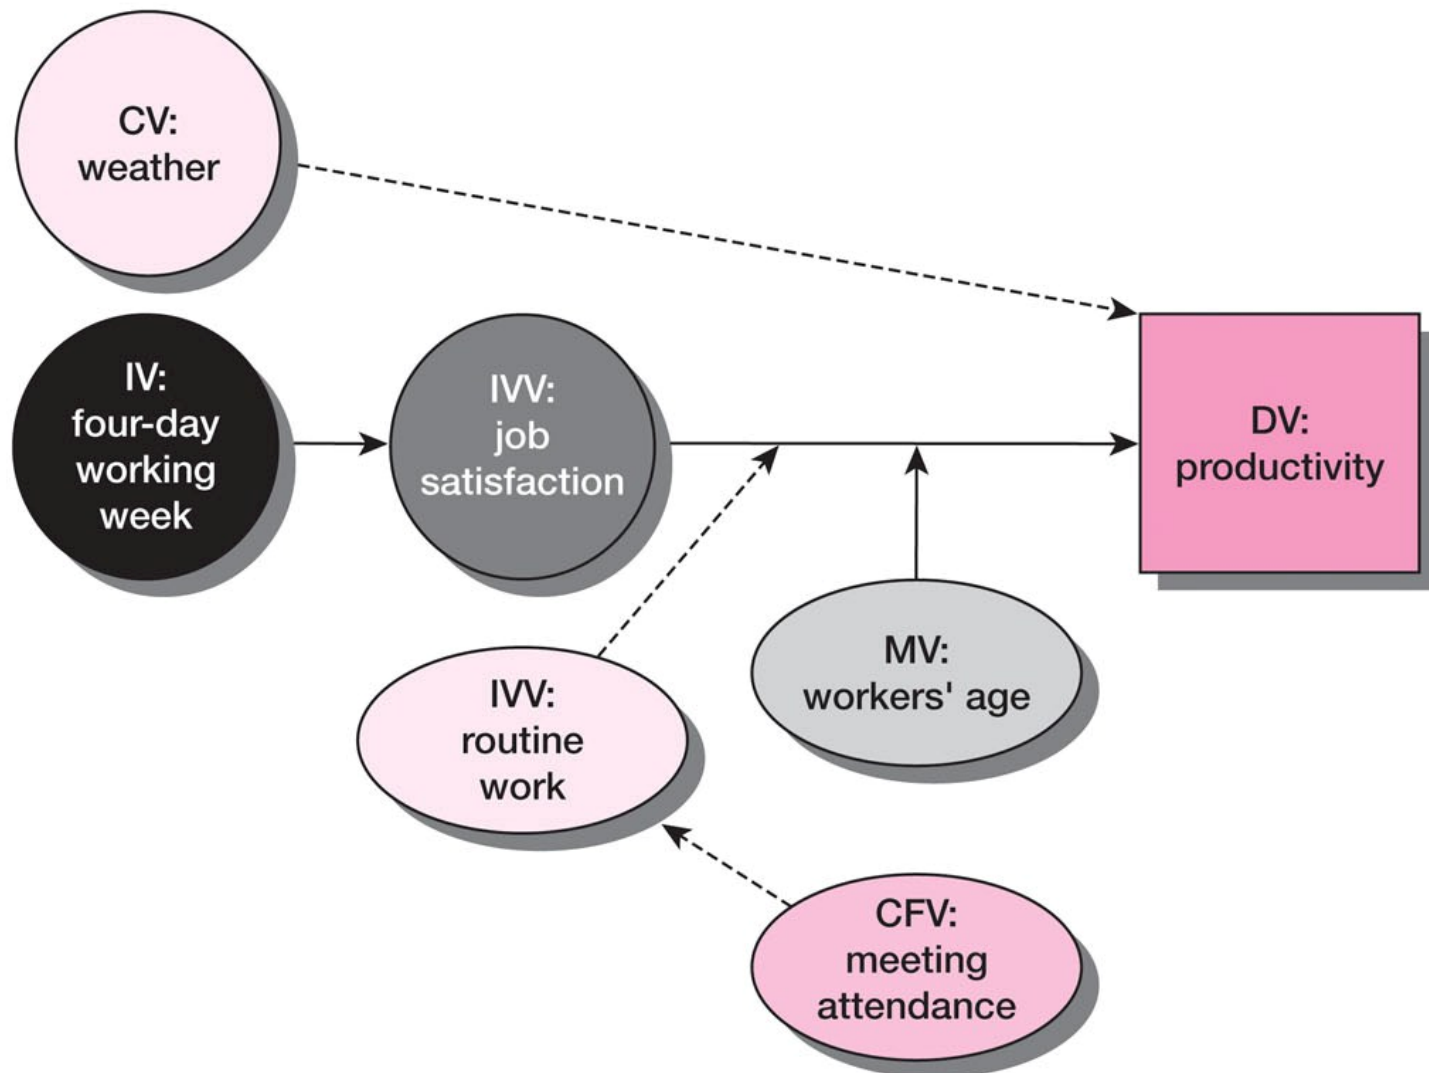 CV:
weather
IV:
four-day
working
week
IVV:
job
satisfaction
DV:
productivity
IVV:
routine
work
MV:
workers' age
CFV:
meeting
attendance